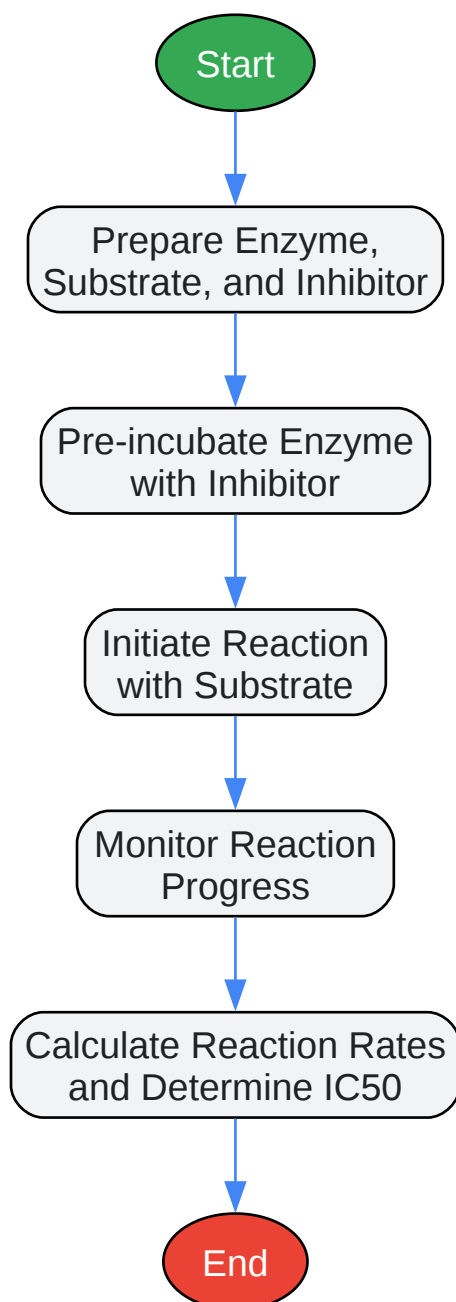 Start
Prepare Enzyme,
Substrate, and Inhibitor
Pre-incubate Enzyme
with Inhibitor
Initiate Reaction
with Substrate
Monitor Reaction
Progress
Calculate Reaction Rates
and Determine IC50
End